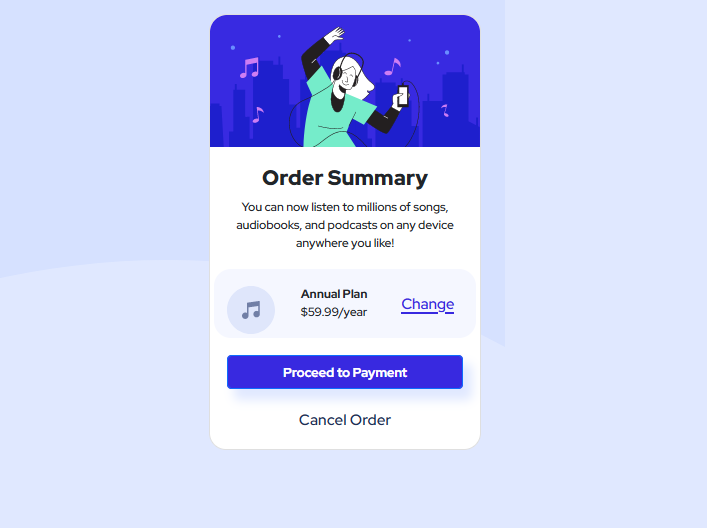 Order Summary
You can now listen to millions of songs,
audiobooks, and podcasts on any device
anywhere you like!
Annual Plan
$59.99/year
Change
Proceed to Payment
Cancel Order